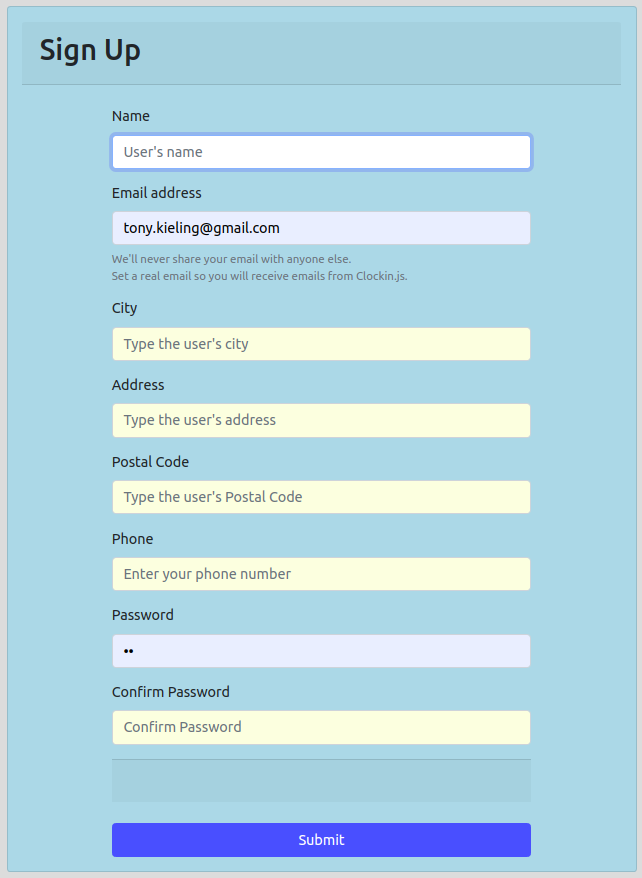 Sign Up
Name
User's name
Email address
tony.kieling@gmail.com
We'll never share your email with anyone else.
Set a real email so you will receive emails from Clockin.js.
City
Type the user's city
Address
Type the user's address
Postal Code
Type the user's Postal Code
Phone
Enter your phone number
Password
••
Confirm Password
Confirm Password
Submit